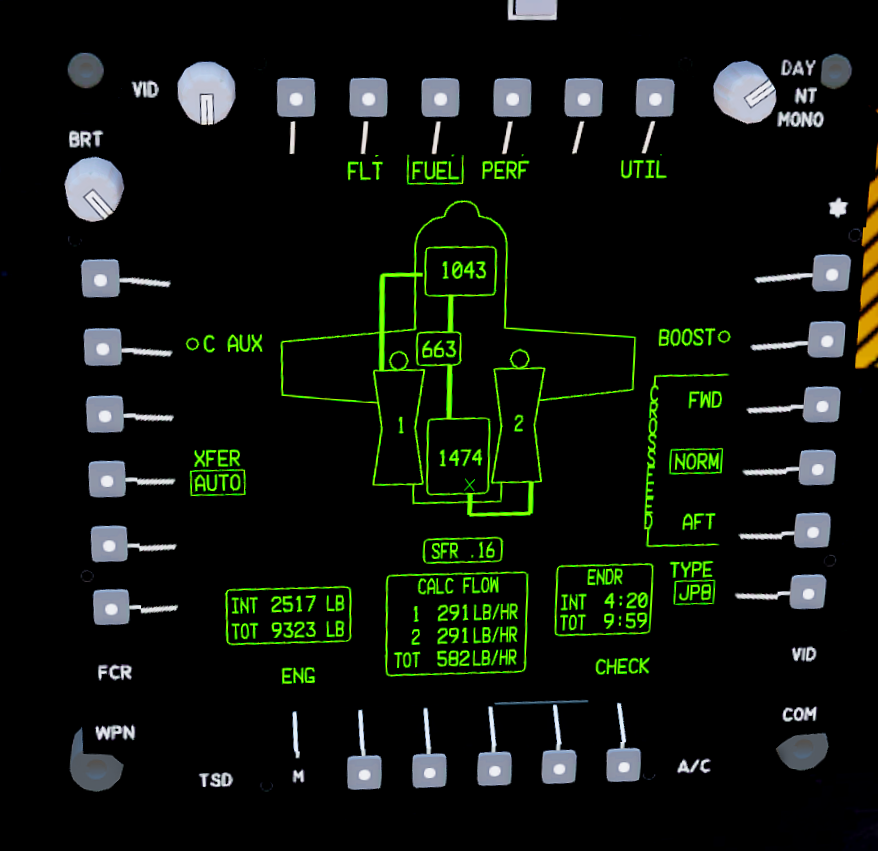 VID
DAY
NT
MONO
BRT
FLT FUEL PERF UTIL
1043
C AUX
663
BOOST
FWD
1
2
CROSSFEED
1474
NORM
XFER
AUTO
AFT
SFR .16
TYPE
JP8
INT 2517 LB
TOT 9323 LB
CALC FLOW
1 291 LB/HR
2 291 LB/HR
TOT 582 LB/HR
ENDR
INT 4:20
TOT 9:59
FCR
ENG
CHECK
VID
WPN
COM
TSD
M
A/C